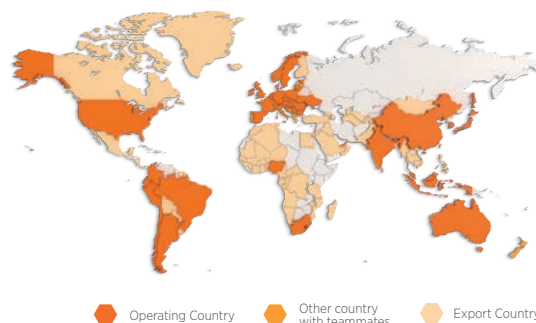 Operating Country
Other country
with teammates
Export Country